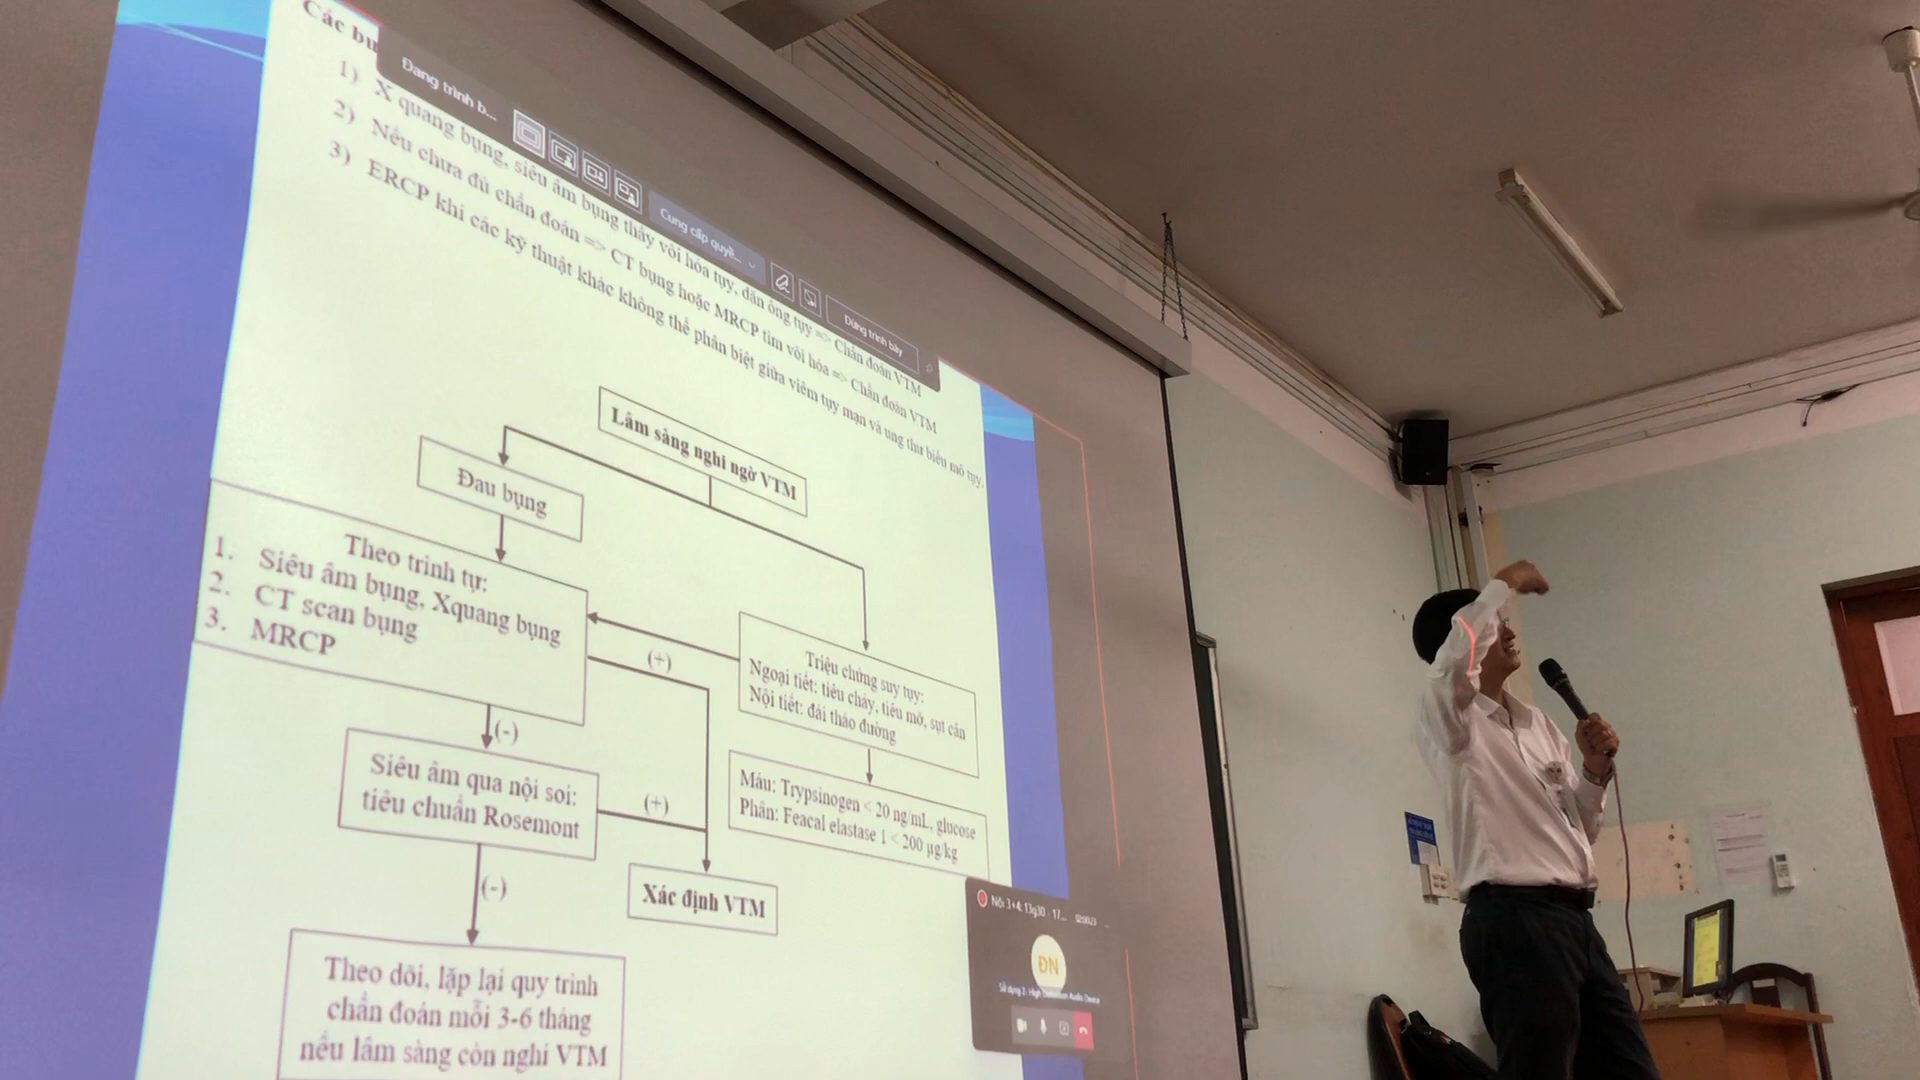 Các bư
Đang trình b...
Cung cấp quyề...
Dừng trình bày
1) X quang bụng, siêu âm bụng thấy vôi hóa tụy, dãn ống tụy => Chẩn đoán VTM
2) Nếu chưa đủ chẩn đoán => CT bụng hoặc MRCP tìm vôi hóa => Chẩn đoán VTM
3) ERCP khi các kỹ thuật khác không thể phân biệt giữa viêm tụy mạn và ung thư biểu mô tụy.
Lâm sàng nghi ngờ VTM
Đau bụng
Theo trình tự:
1. Siêu âm bụng, Xquang bụng
2. CT scan bụng
3. MRCP
(+)
Triệu chứng suy tụy:
Ngoại tiết: tiêu chảy, tiêu mỡ, sụt cân
Nội tiết: đái tháo đường
(-)
Siêu âm qua nội soi:
tiêu chuẩn Rosemont
(+)
Máu: Trypsinogen < 20 ng/mL, glucose
Phân: Feacal elastase 1 < 200 µg/kg
(-)
Xác định VTM
Theo dõi, lặp lại quy trình
chẩn đoán mỗi 3-6 tháng
nếu lâm sàng còn nghi VTM
Nội 3+4: 13g30 - 17...
ĐN